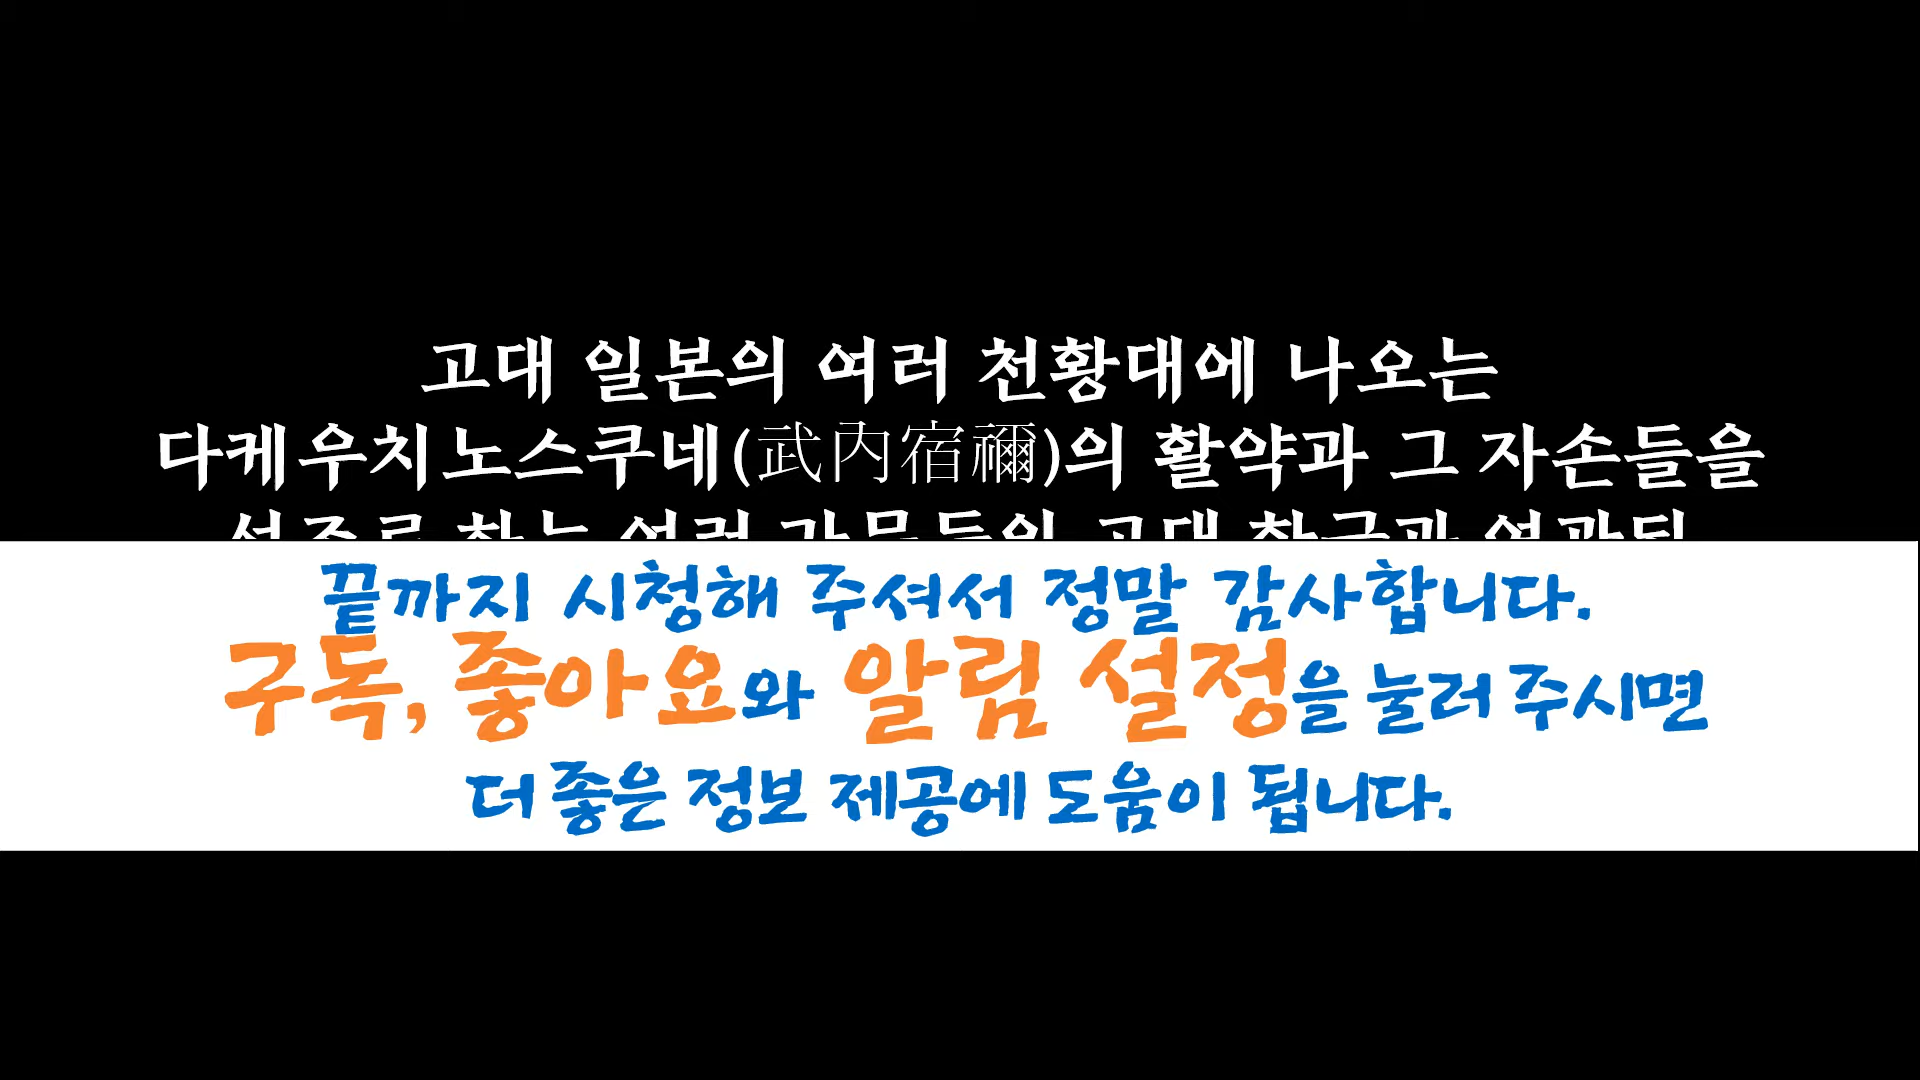 고대 일본의 여러 천황대에 나오는
다케우치노스쿠네(武內宿禰)의 활약과 그 자손들을
끝까지 시청해 주셔서 정말 감사합니다.
구독, 좋아요와 알림 설정을 눌러 주시면
더 좋은 정보 제공에 도움이 됩니다.